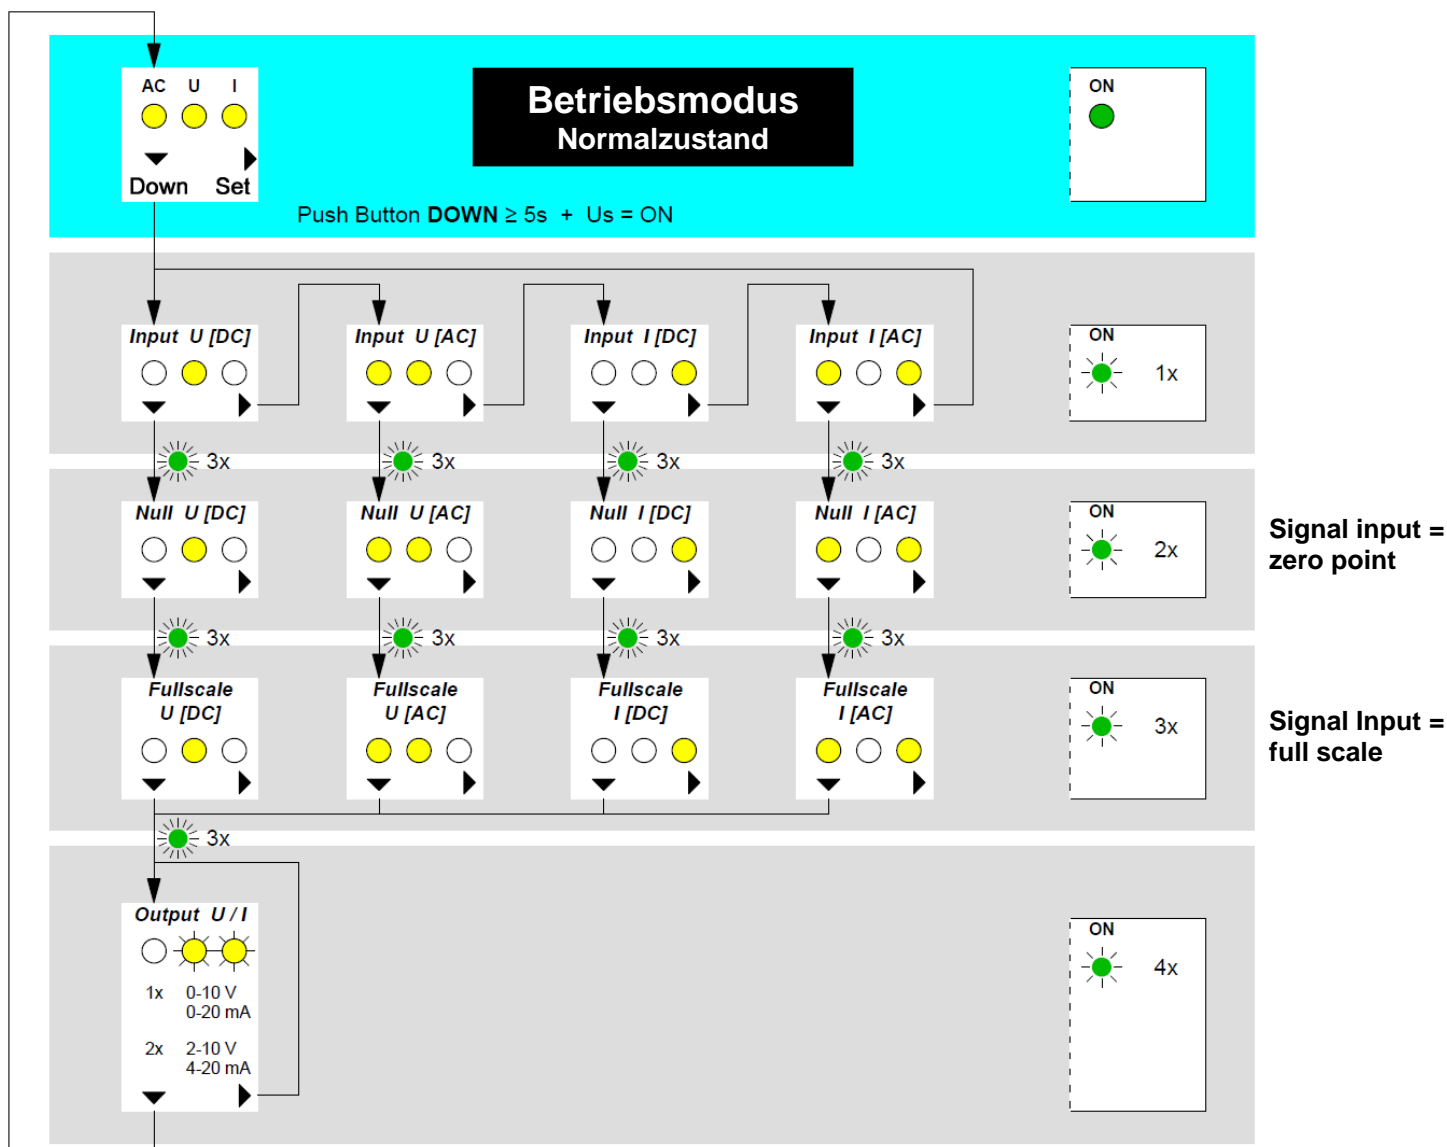 AC U I
Down Set
Betriebsmodus
Normalzustand
ON
Push Button DOWN ≥ 5s + Us = ON
Input U [DC]
Input U [AC]
Input I [DC]
Input I [AC]
ON
1x
3x
3x
3x
3x
Null U [DC]
Null U [AC]
Null I [DC]
Null I [AC]
ON
2x
Signal input =
zero point
3x
3x
3x
3x
Fullscale
U [DC]
Fullscale
U [AC]
Fullscale
I [DC]
Fullscale
I [AC]
ON
3x
Signal Input =
full scale
3x
Output U / I
1x 0-10 V
0-20 mA
2x 2-10 V
4-20 mA
ON
4x